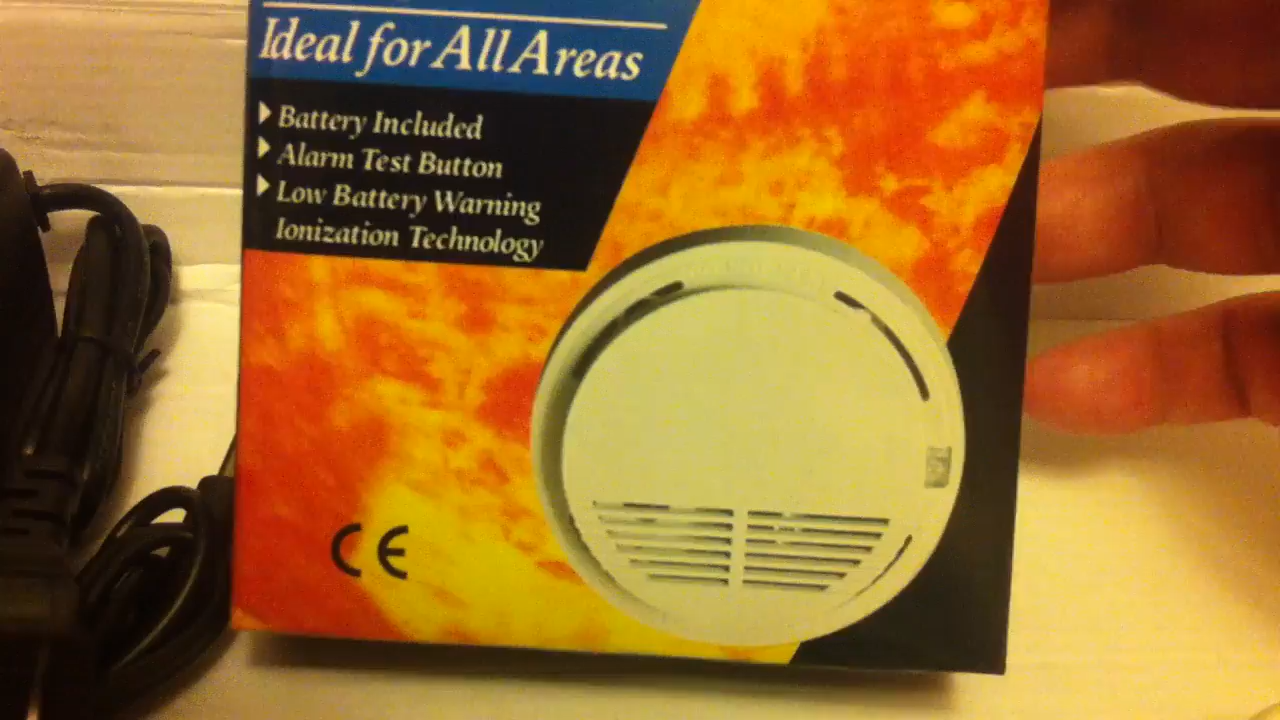 Ideal for All Areas
Battery Included
Alarm Test Button
Low Battery Warning
Ionization Technology
CE